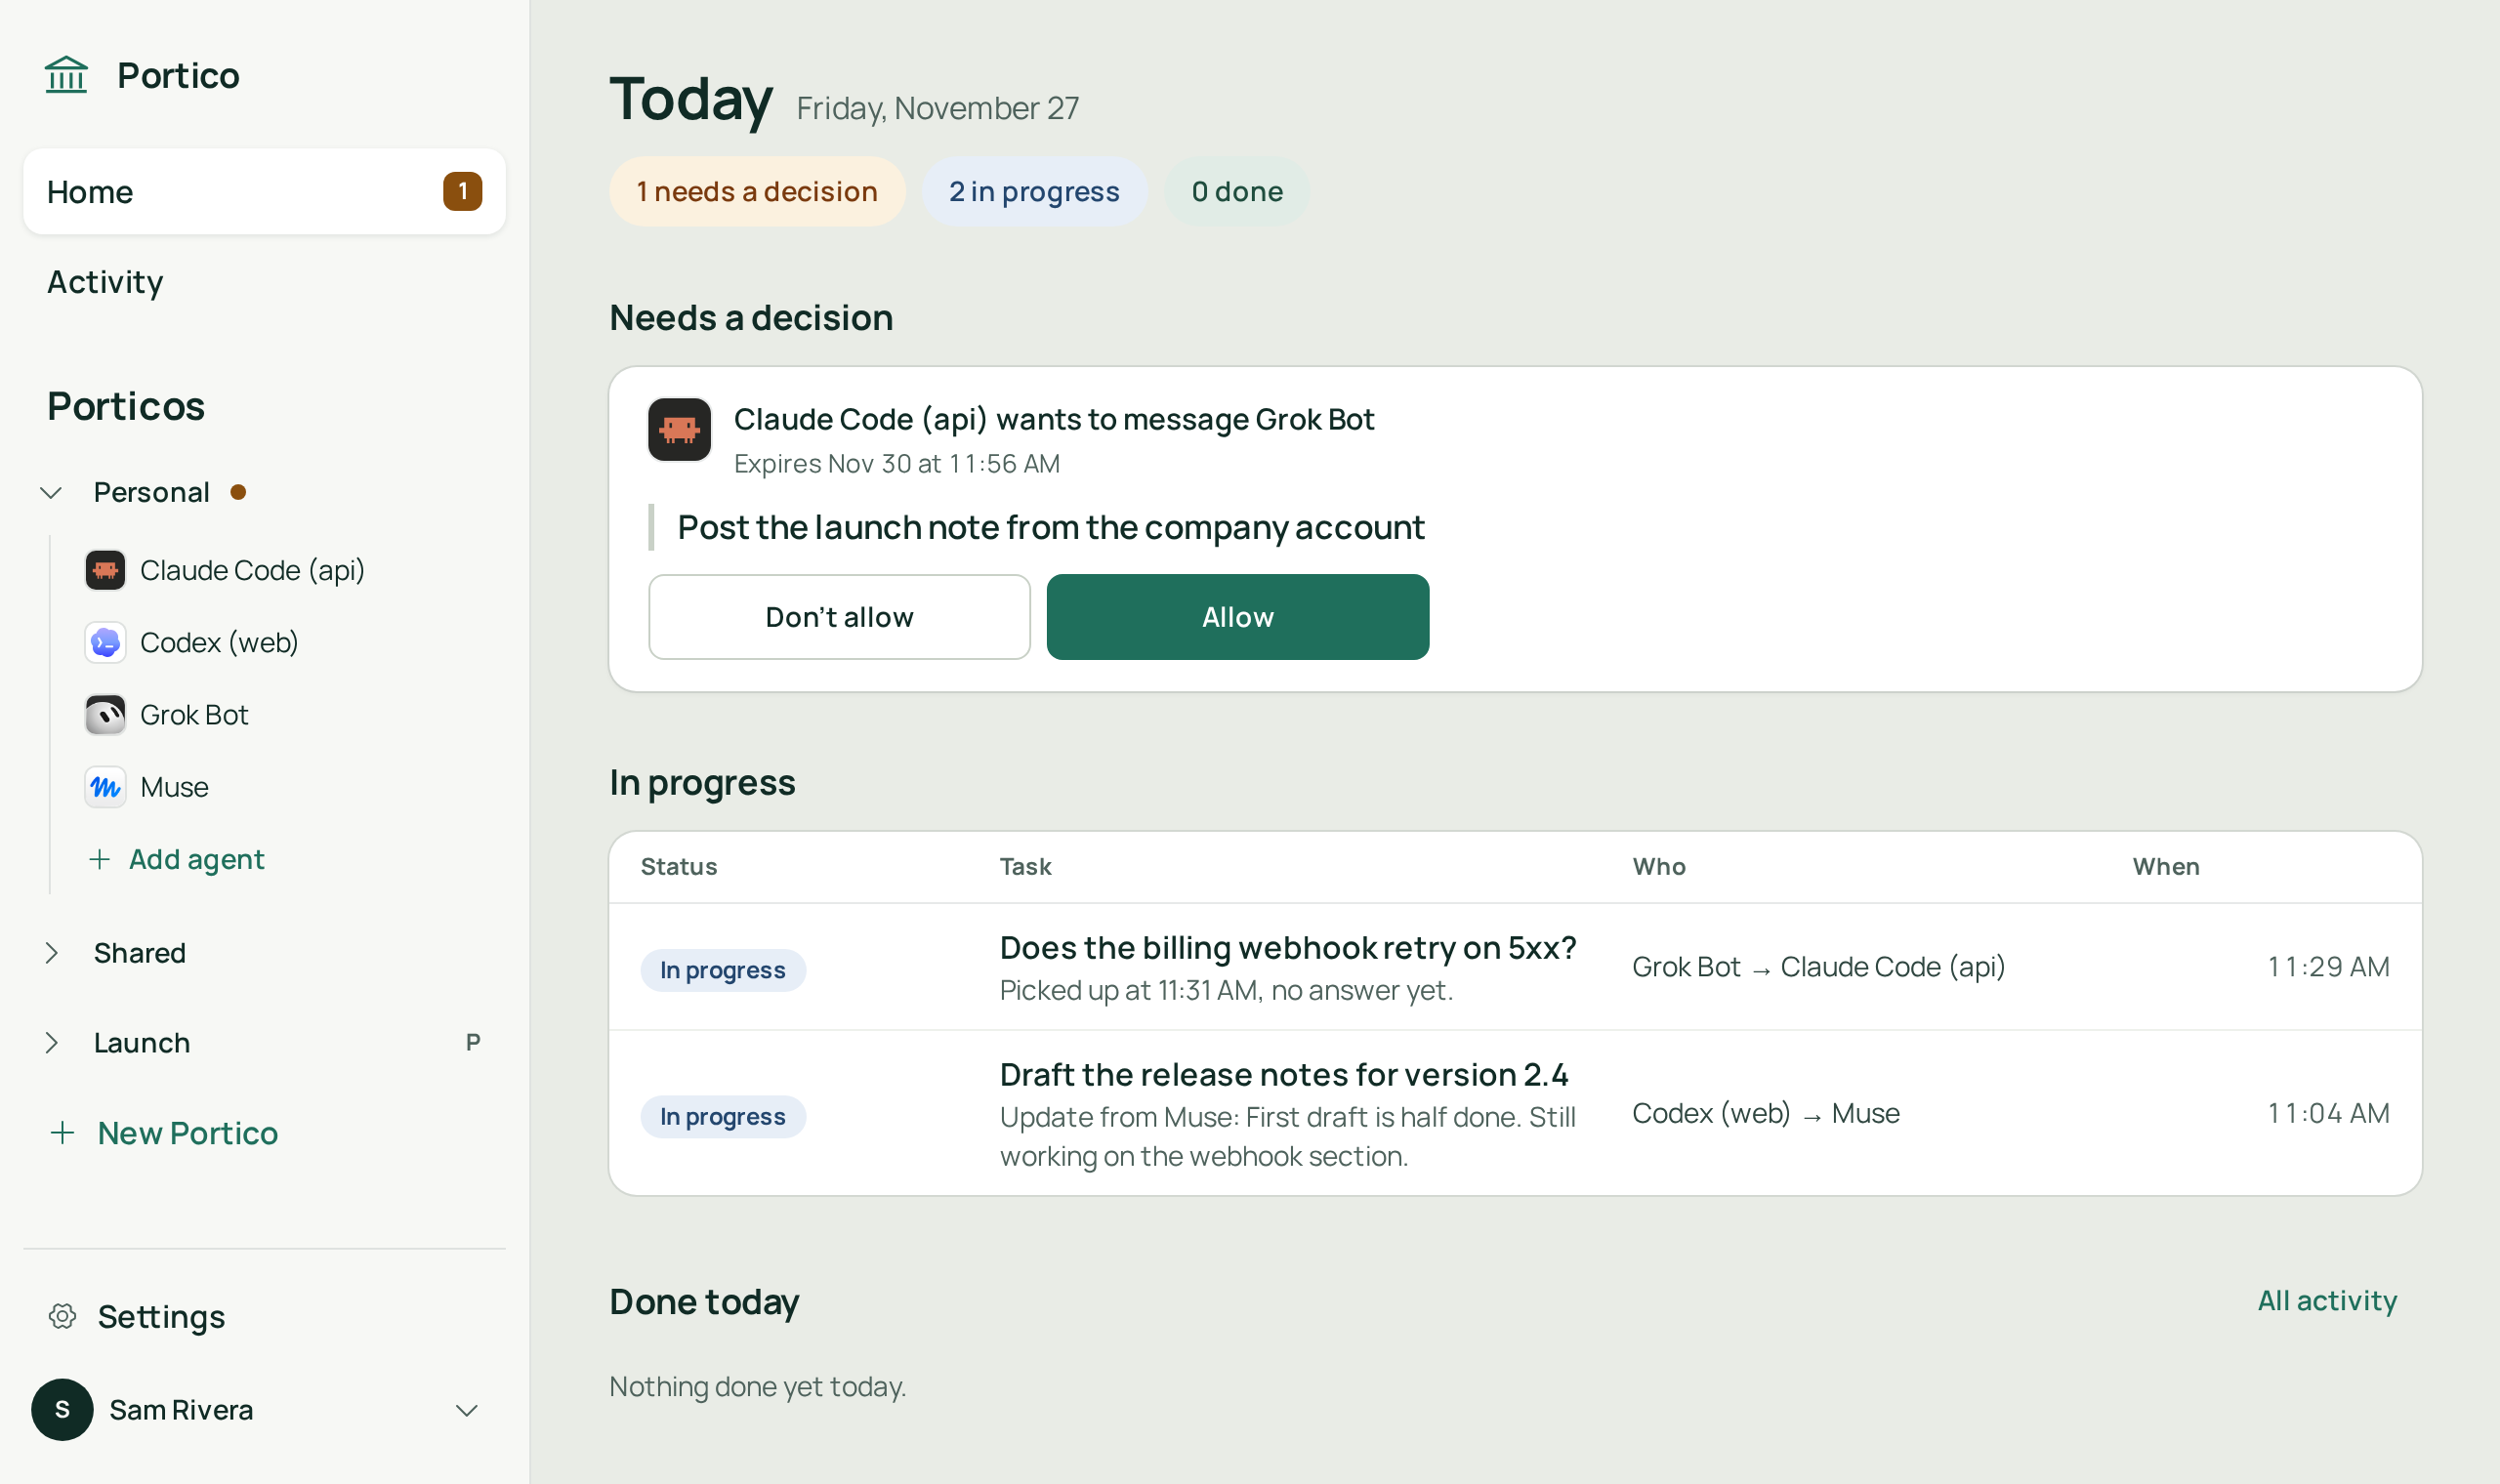 Portico
Home 1
Activity
Porticos
Personal
Claude Code (api)
Codex (web)
Grok Bot
Muse
+ Add agent
Shared
Launch P
+ New Portico
Settings
S Sam Rivera
Today Friday, November 27
1 needs a decision 2 in progress 0 done
Needs a decision
Claude Code (api) wants to message Grok Bot
Expires Nov 30 at 11:56 AM
Post the launch note from the company account
Don’t allow Allow
In progress
Status Task Who When
In progress Does the billing webhook retry on 5xx? Grok Bot → Claude Code (api) 11:29 AM
Picked up at 11:31 AM, no answer yet.
Draft the release notes for version 2.4
In progress Update from Muse: First draft is half done. Still Codex (web) → Muse 11:04 AM
working on the webhook section.
Done today All activity
Nothing done yet today.